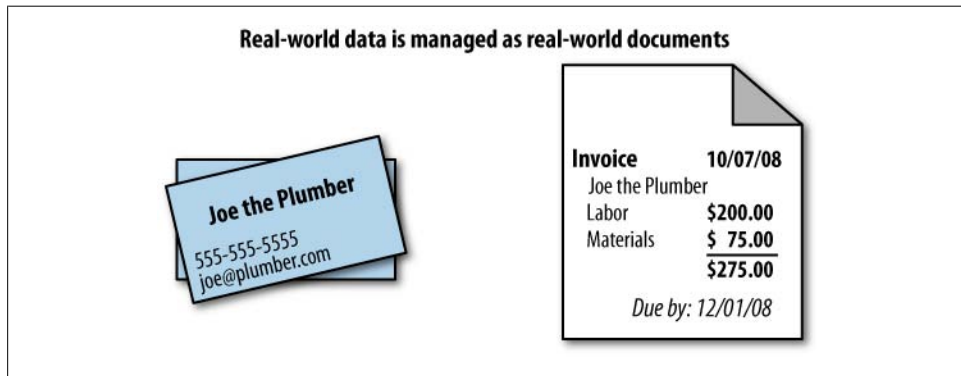 Real-world data is managed as real-world documents
Joe the Plumber
555-555-5555
joe@plumber.com
Invoice 10/07/08
Joe the Plumber
Labor $200.00
Materials $ 75.00
$275.00
Due by: 12/01/08